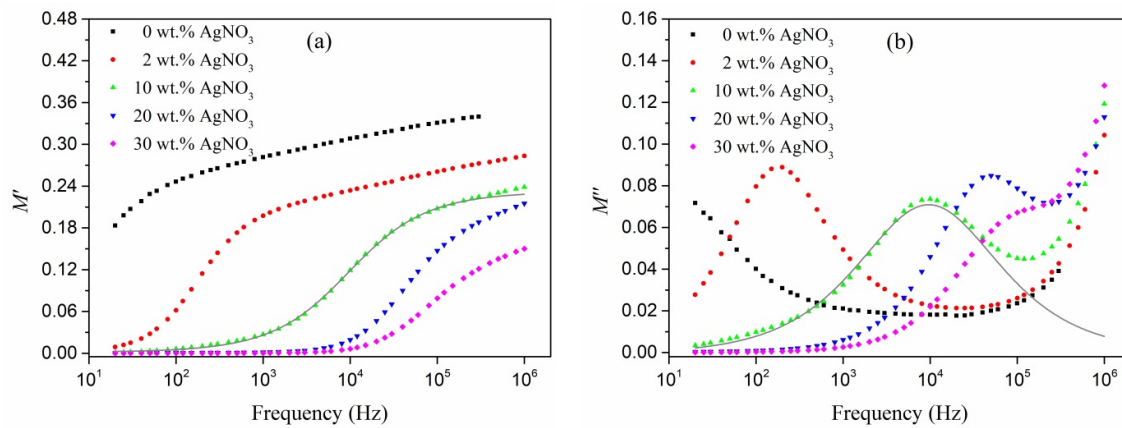 (a)
0 wt.% AgNO₃
2 wt.% AgNO₃
10 wt.% AgNO₃
20 wt.% AgNO₃
30 wt.% AgNO₃
0.48
0.42
0.36
0.30
0.24
0.18
0.12
0.06
0.00
M'
10¹
10²
10³
10⁴
10⁵
10⁶
Frequency (Hz)
(b)
0 wt.% AgNO₃
2 wt.% AgNO₃
10 wt.% AgNO₃
20 wt.% AgNO₃
30 wt.% AgNO₃
0.16
0.14
0.12
0.10
0.08
0.06
0.04
0.02
0.00
M"
10¹
10²
10³
10⁴
10⁵
10⁶
Frequency (Hz)